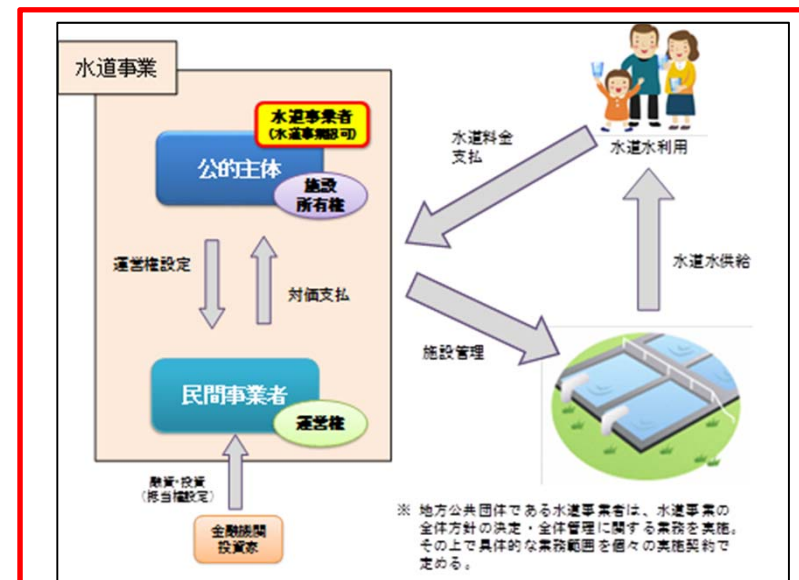 水道事業
水道事業者
(水道事業認可)
公的主体
施設
所有権
運営権設定
対価支払
民間事業者
運営権
融資・投資
(抵当権設定)
金融機関
投資家
水道料金
支払
水道水利用
水道水供給
施設管理
※ 地方公共団体である水道事業者は、水道事業の
全体方針の決定・全体管理に関する業務を実施。
その上で具体的な業務範囲を個々の実施契約で
定める。